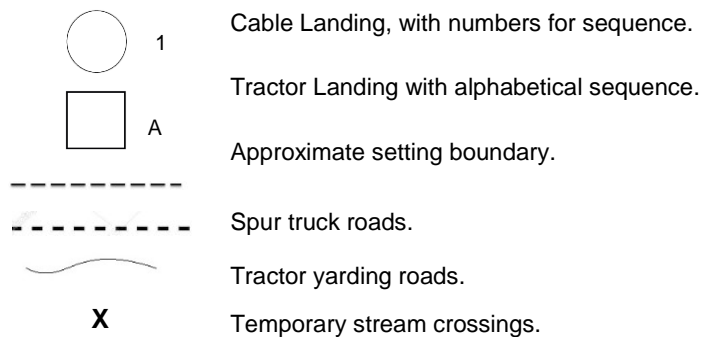 1 Cable Landing, with numbers for sequence.
A Tractor Landing with alphabetical sequence.
Approximate setting boundary.
Spur truck roads.
Tractor yarding roads.
X Temporary stream crossings.